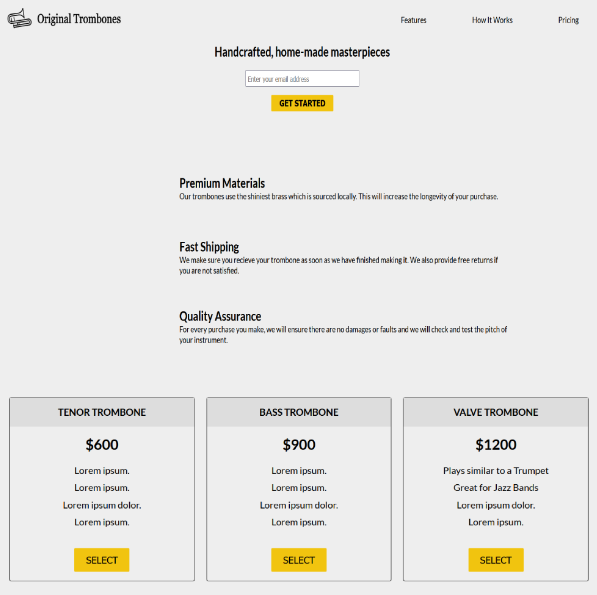 Original Trombones
Features
How It Works
Pricing
Handcrafted, home-made masterpieces
Enter your email address
GET STARTED
Premium Materials
Our trombones use the shiniest brass which is sourced locally. This will increase the longevity of your purchase.
Fast Shipping
We make sure you recieve your trombone as soon as we have finished making it. We also provide free returns if
you are not satisfied.
Quality Assurance
For every purchase you make, we will ensure there are no damages or faults and we will check and test the pitch of
your instrument.
TENOR TROMBONE
$600
Lorem ipsum.
Lorem ipsum.
Lorem ipsum dolor.
Lorem ipsum.
SELECT
BASS TROMBONE
$900
Lorem ipsum.
Lorem ipsum.
Lorem ipsum dolor.
Lorem ipsum.
SELECT
VALVE TROMBONE
$1200
Plays similar to a Trumpet
Great for Jazz Bands
Lorem ipsum dolor.
Lorem ipsum.
SELECT